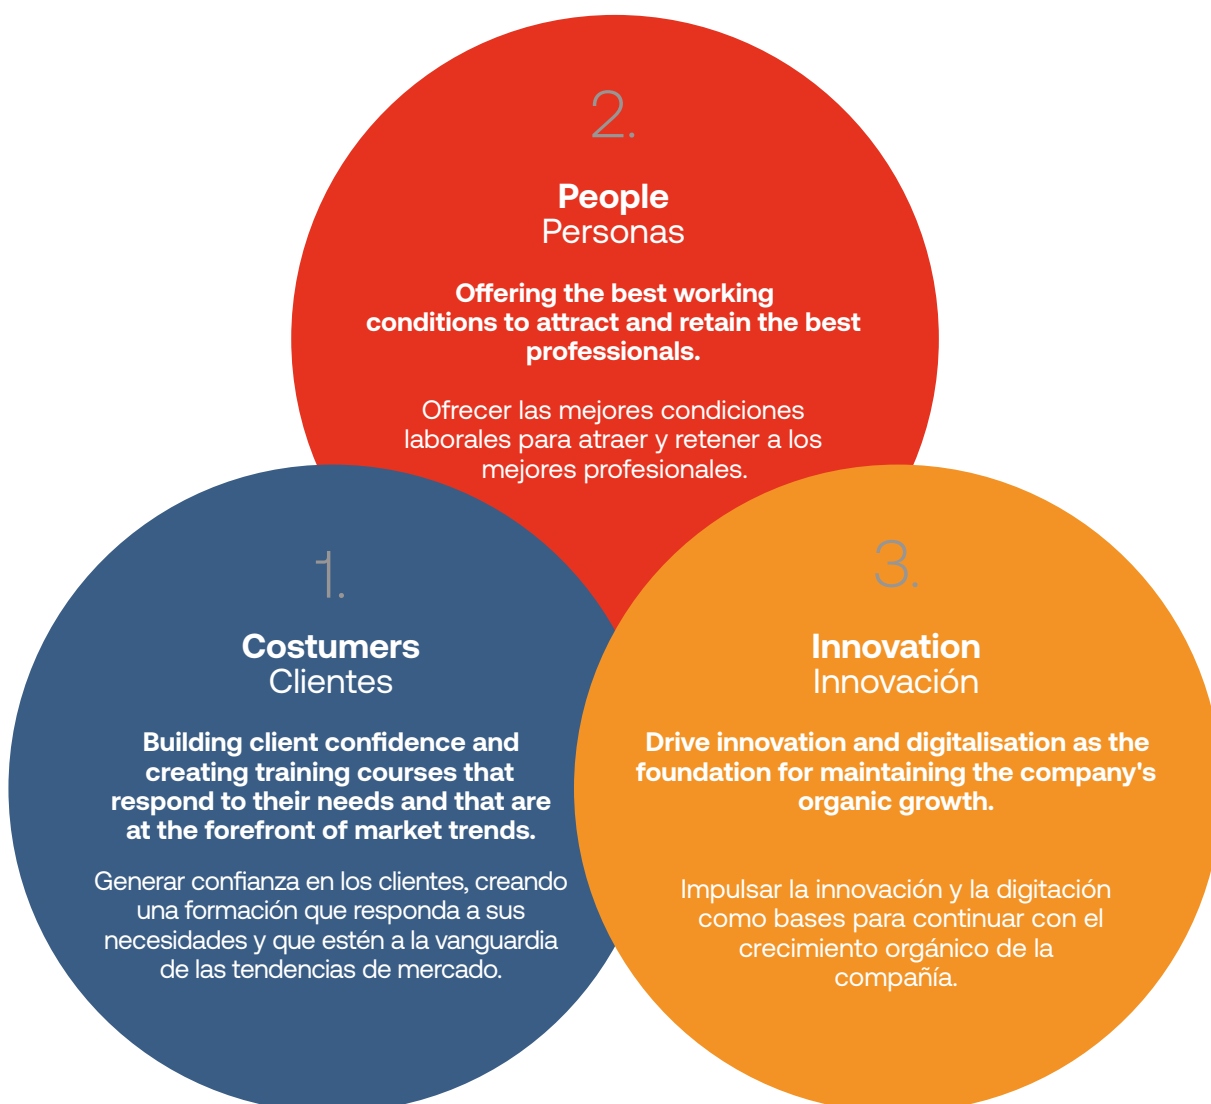 2.
People
Personas
Offering the best working
conditions to attract and retain the best
professionals.
Ofrecer las mejores condiciones
laborales para atraer y retener a los
mejores profesionales.
1.
Costumers
Clientes
Building client confidence and
creating training courses that
respond to their needs and that are
at the forefront of market trends.
Generar confianza en los clientes, creando
una formación que responda a sus
necesidades y que estén a la vanguardia
de las tendencias de mercado.
3.
Innovation
Innovación
Drive innovation and digitalisation as the
foundation for maintaining the company's
organic growth.
Impulsar la innovación y la digitación
como bases para continuar con el
crecimiento orgánico de la
compañía.